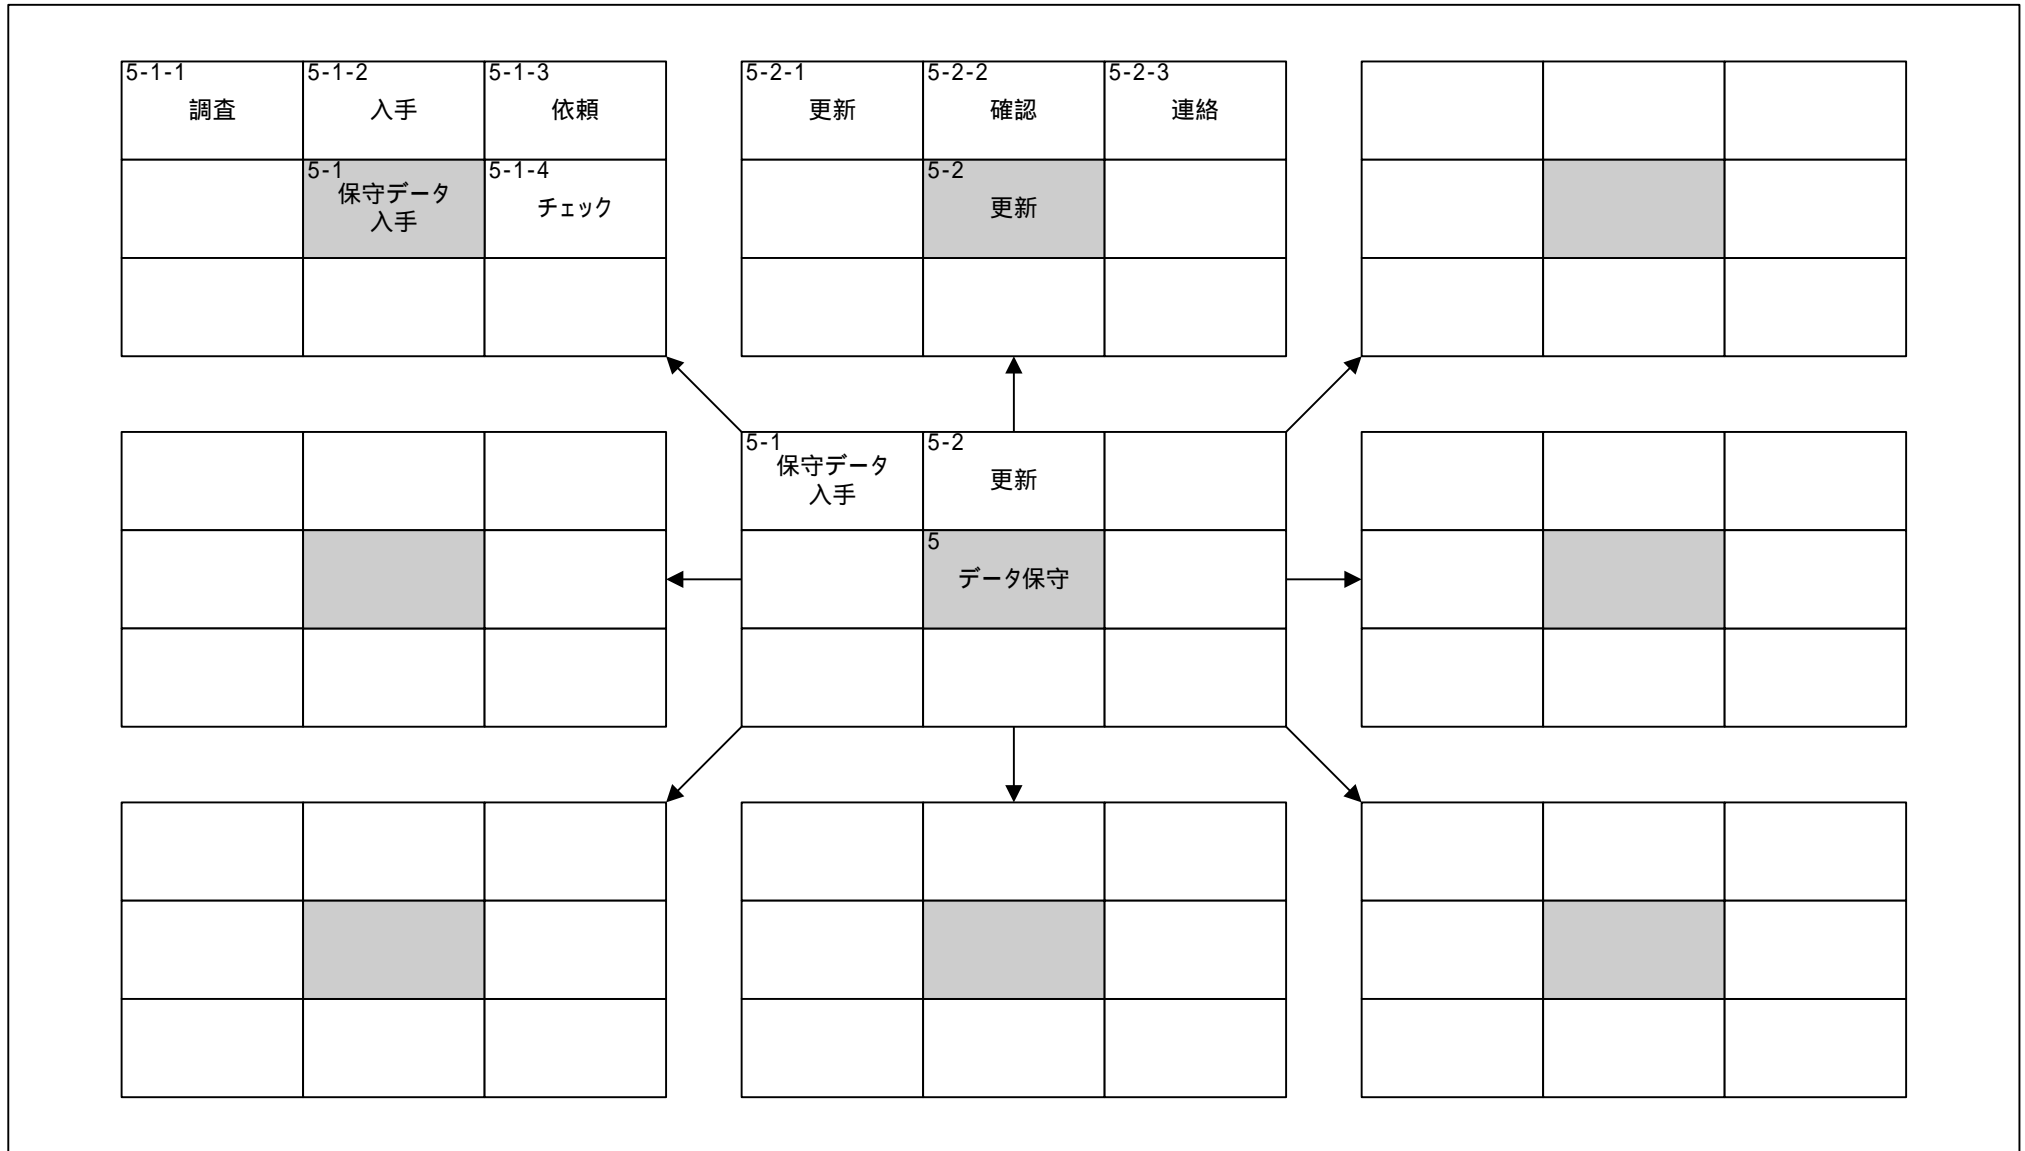 5-1-1
調査
5-1-2
入手
5-1-3
依頼
5-1
保守データ
入手
5-1-4
チェック
5-2-1
更新
5-2-2
確認
5-2-3
連絡
5-2
更新
5-1
保守データ
入手
5-2
更新
5
データ保守